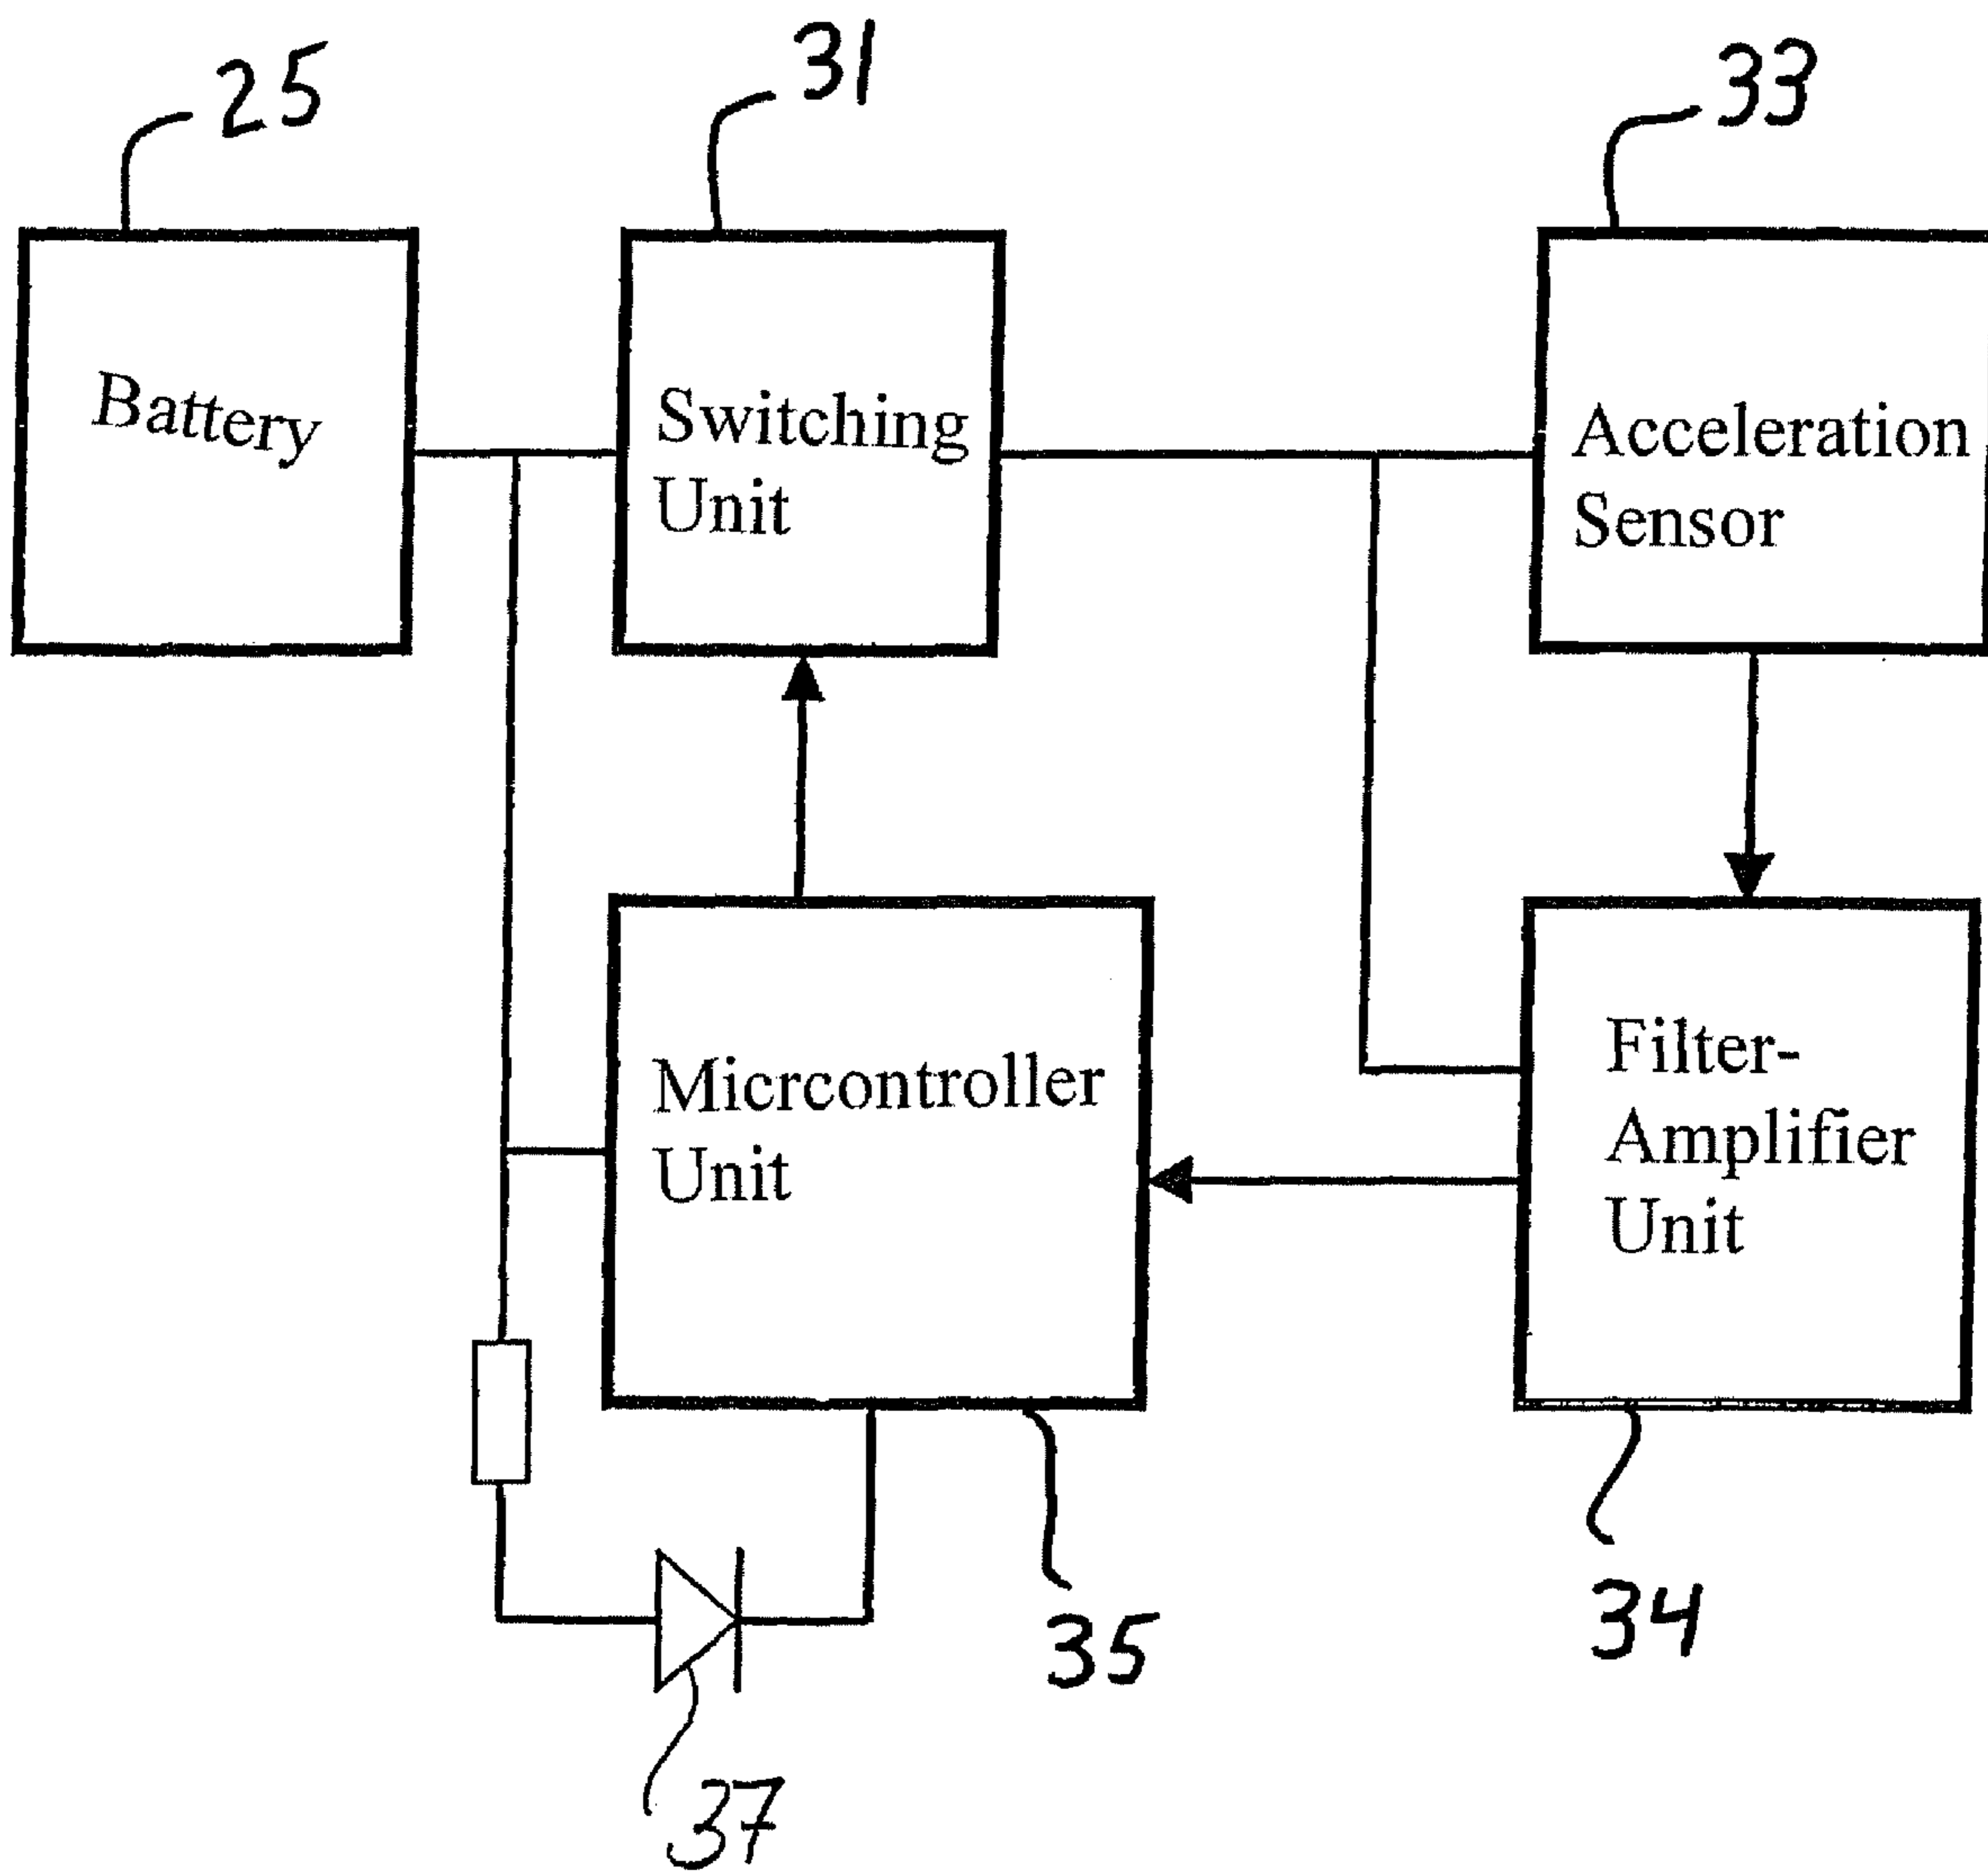 25
31
33
Battery
Switching
Unit
Acceleration
Sensor
Micrcontroller
Unit
Filter-
Amplifier
Unit
35
34
37